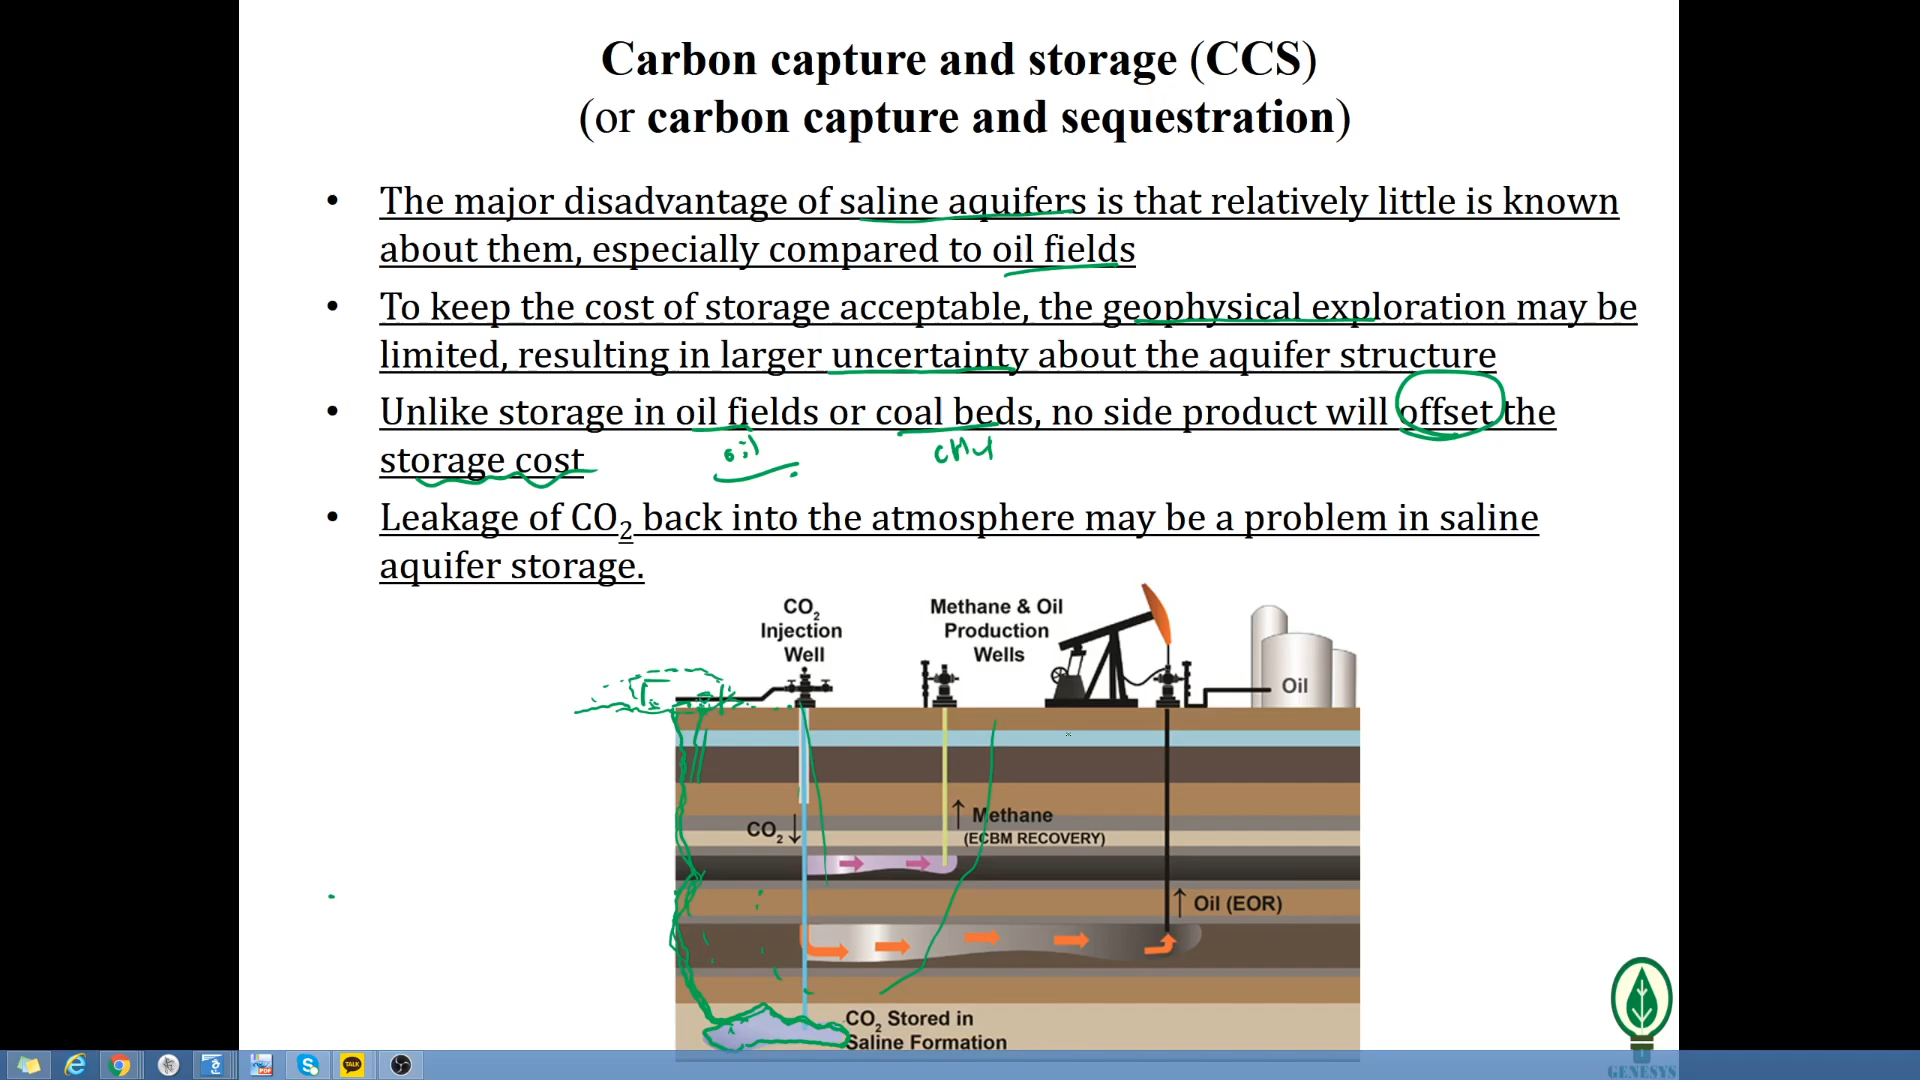 Carbon capture and storage (CCS)
(or carbon capture and sequestration)
• The major disadvantage of saline aquifers is that relatively little is known
about them, especially compared to oil fields
• To keep the cost of storage acceptable, the geophysical exploration may be
limited, resulting in larger uncertainty about the aquifer structure
• Unlike storage in oil fields or coal beds, no side product will offset the
storage cost
oil
CH4
• Leakage of CO₂ back into the atmosphere may be a problem in saline
aquifer storage.
CO₂
Injection
Well
Methane & Oil
Production
Wells
Oil
CO₂ ↓
↑ Methane
(ECBM RECOVERY)
↑ Oil (EOR)
CO₂ Stored in
Saline Formation
GENESYS
TALK
PDF